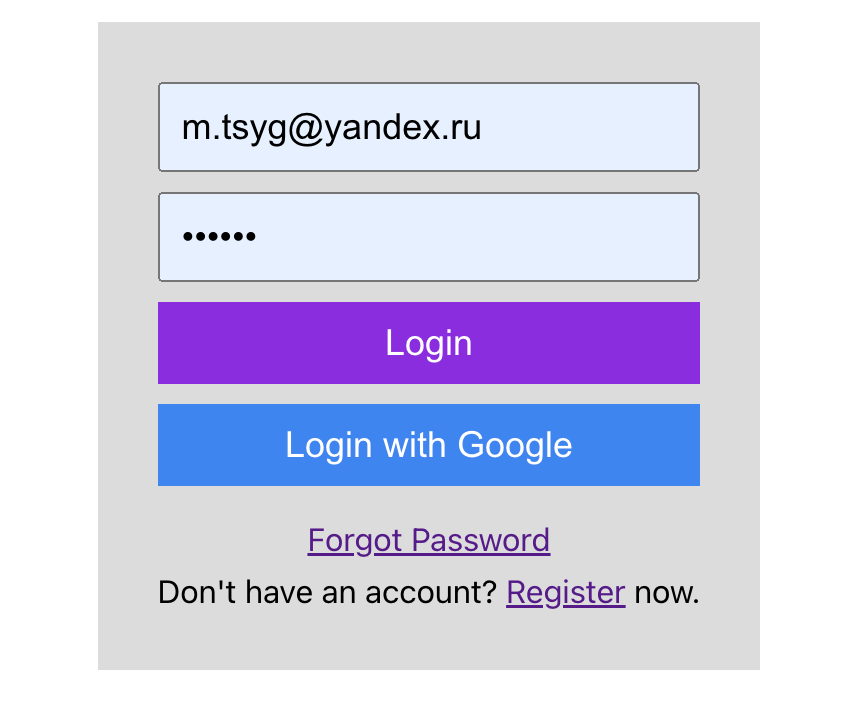 m.tsyg@yandex.ru
••••••
Login
Login with Google
Forgot Password
Don't have an account? Register now.